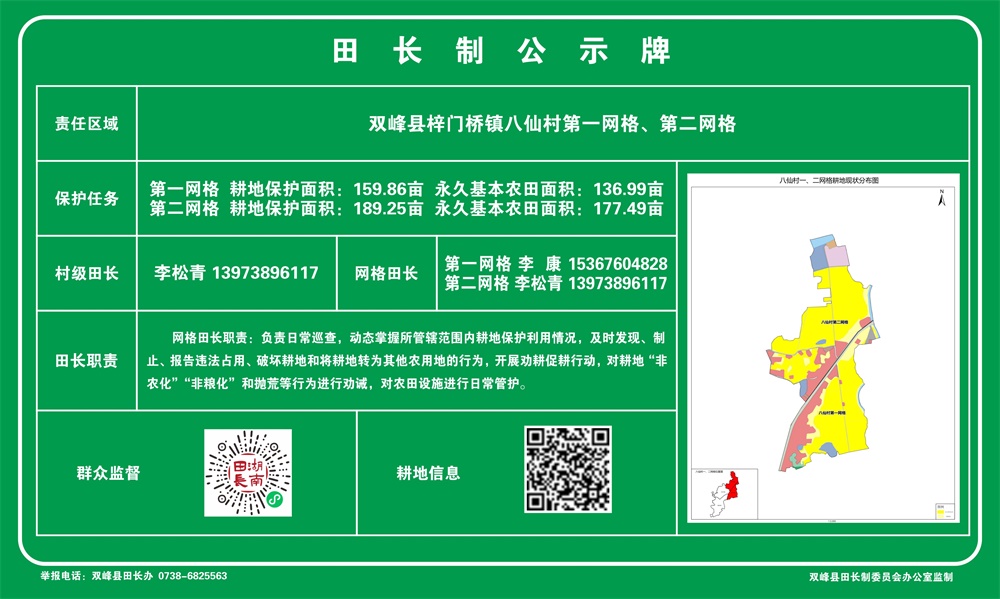 田长制公示牌
责任区域
双峰县梓门桥镇八仙村第一网格、第二网格
保护任务
第一网格 耕地保护面积：159.86亩 永久基本农田面积：136.99亩
第二网格 耕地保护面积：189.25亩 永久基本农田面积：177.49亩
村级田长
李松青 13973896117
网格田长
第一网格 李 康 15367604828
第二网格 李松青 13973896117
田长职责
网格田长职责：负责日常巡查，动态掌握所管辖范围内耕地保护利用情况，及时发现、制
止、报告违法占用、破坏耕地和将耕地转为其他农用地的行为，开展劝耕促耕行动，对耕地“非
农化”“非粮化”和抛荒等行为进行劝诫，对农田设施进行日常管护。
八仙村一、二网格耕地现状分布图
N
八仙村第二网格
八仙村第一网格
群众监督
湖南田長
耕地信息
举报电话：双峰县田长办 0738-6825563
双峰县田长制委员会办公室监制